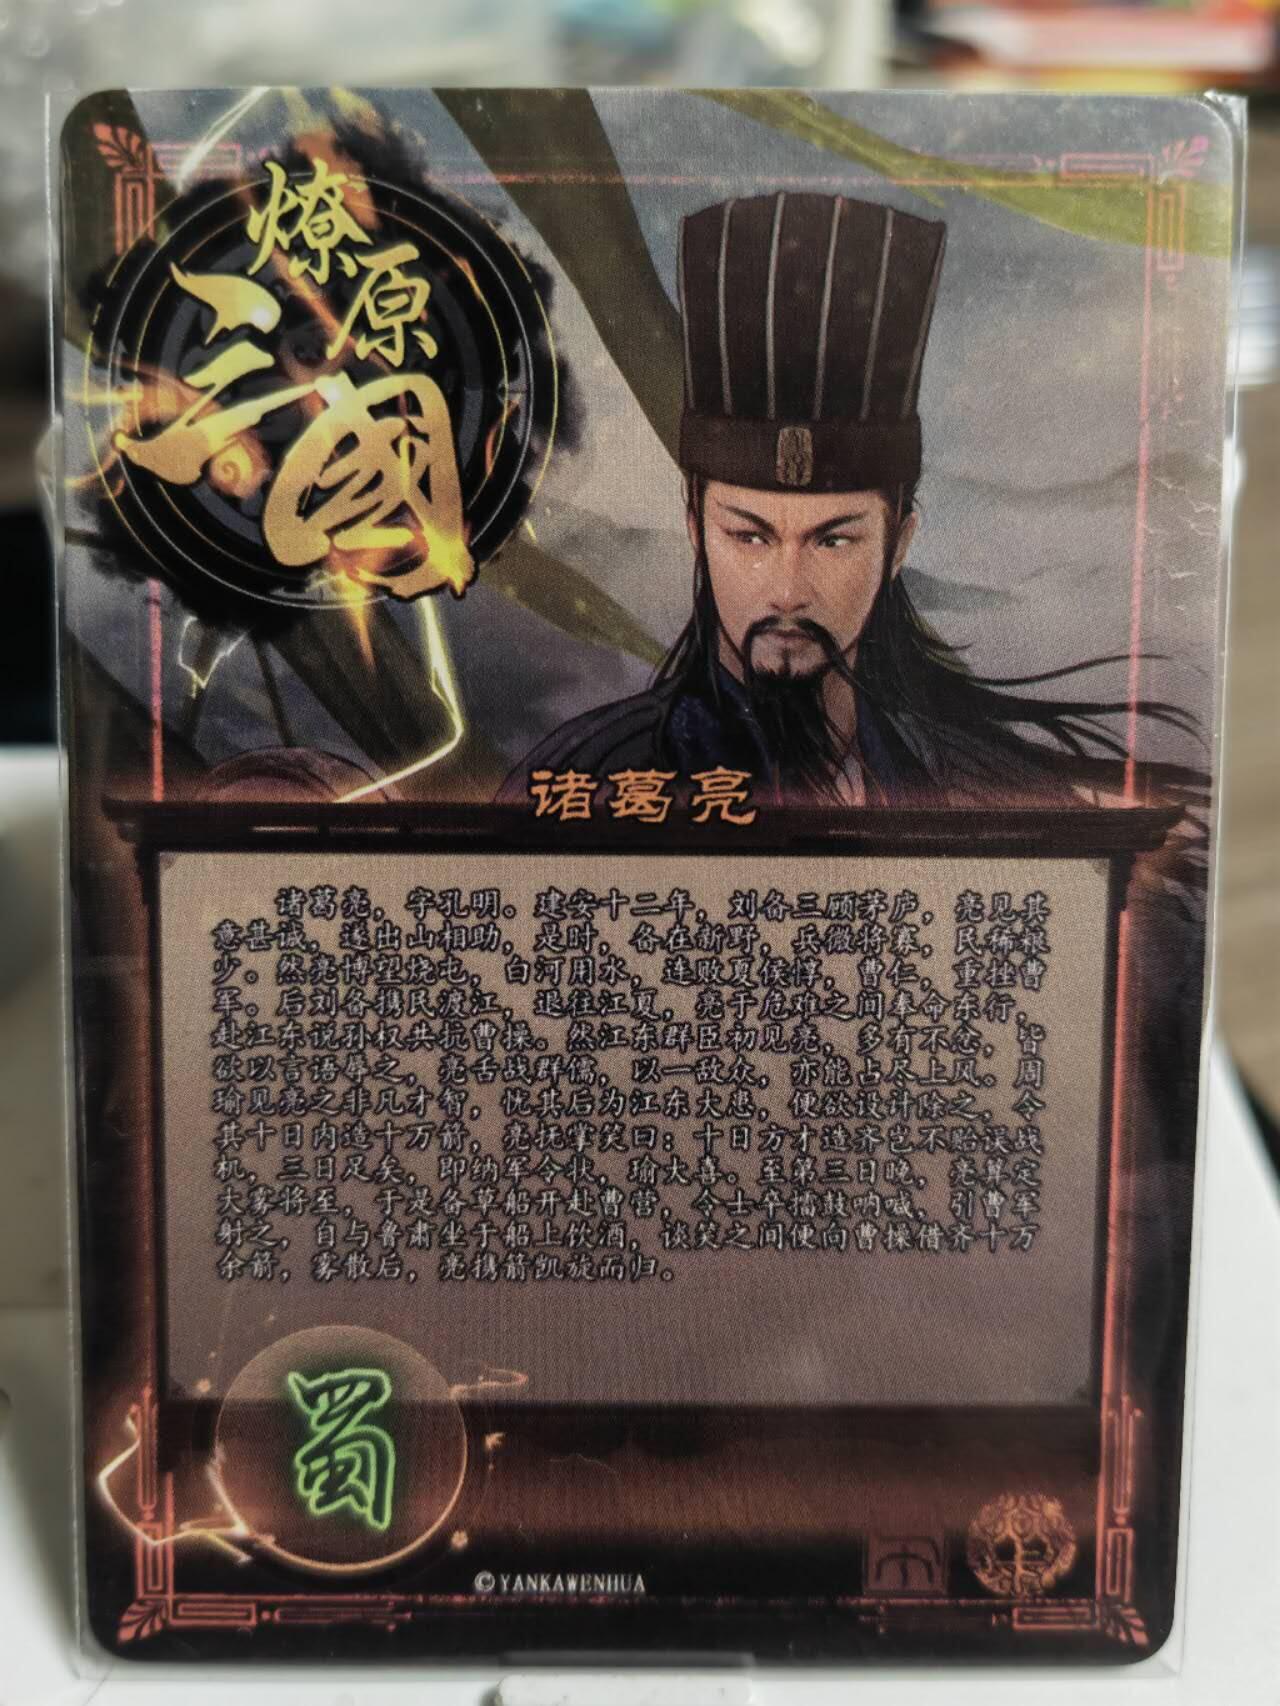 燎原
三國
诸葛亮
诸葛亮，字孔明。建安十二年，刘备三顾茅庐，亮见其
意甚诚，遂出山相助，是时，备在新野，兵微将寡，民稀粮
少。然亮博望烧屯，白河用水，连败夏侯惇，曹仁，重挫曹
军。后刘备携民渡江，退往江夏，亮于危难之间奉命东行，
赴江东说孙权共抗曹操。然江东群臣初见亮，多有不忿，皆
欲以言语辱之，亮舌战群儒，以一敌众，亦能占尽上风。周
瑜见亮之非凡才智，忧其后为江东大患，便欲设计除之，令
其十日内造十万箭，亮抚掌笑曰：十日方才造齐岂不贻误战
机，三日足矣，即纳军令状，瑜大喜。至第三日晚，亮算定
大雾将至，于是备草船开赴曹营，令士卒擂鼓呐喊，引曹军
射之，自与鲁肃坐于船上饮酒，谈笑之间便向曹操借齐十万
余箭，雾散后，亮携箭凯旋而归。
蜀
©YANKAWENHUA